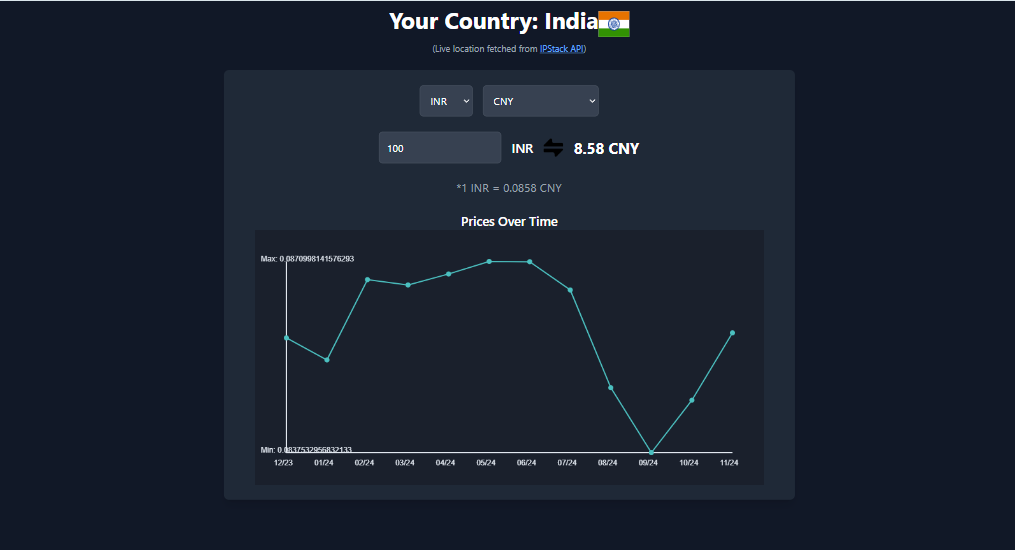 Your Country: India
(Live location fetched from IPStack API)
INR CNY
100 INR 8.58 CNY
*1 INR = 0.0858 CNY
Prices Over Time
Max: 0.0870998141576293
Min: 0.0837532956832133
12/23 01/24 02/24 03/24 04/24 05/24 06/24 07/24 08/24 09/24 10/24 11/24